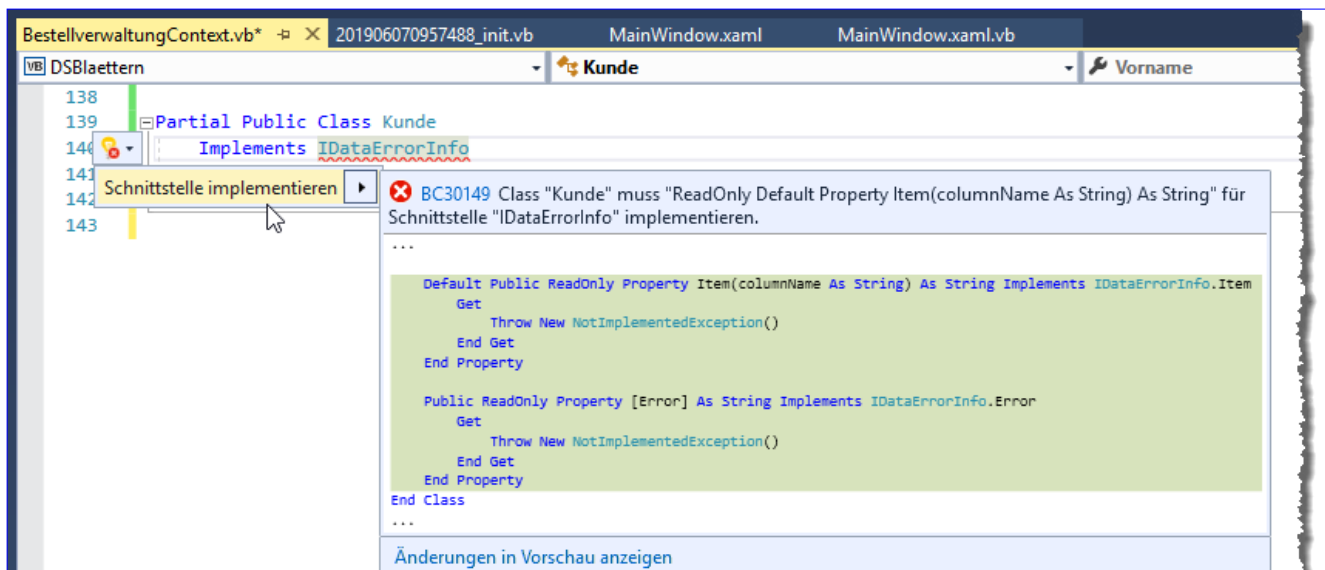 BestellverwaltungContext.vb* 201906070957488_init.vb MainWindow.xaml MainWindow.xaml.vb
VB DSBlaettern Kunde Vorname
138
139 Partial Public Class Kunde
140 Implements IDataErrorInfo
141
Schnittstelle implementieren
142
143
BC30149 Class "Kunde" muss "ReadOnly Default Property Item(columnName As String) As String" für
Schnittstelle "IDataErrorInfo" implementieren.
...
Default Public ReadOnly Property Item(columnName As String) As String Implements IDataErrorInfo.Item
Get
Throw New NotImplementedException()
End Get
End Property
Public ReadOnly Property [Error] As String Implements IDataErrorInfo.Error
Get
Throw New NotImplementedException()
End Get
End Property
End Class
...
Änderungen in Vorschau anzeigen